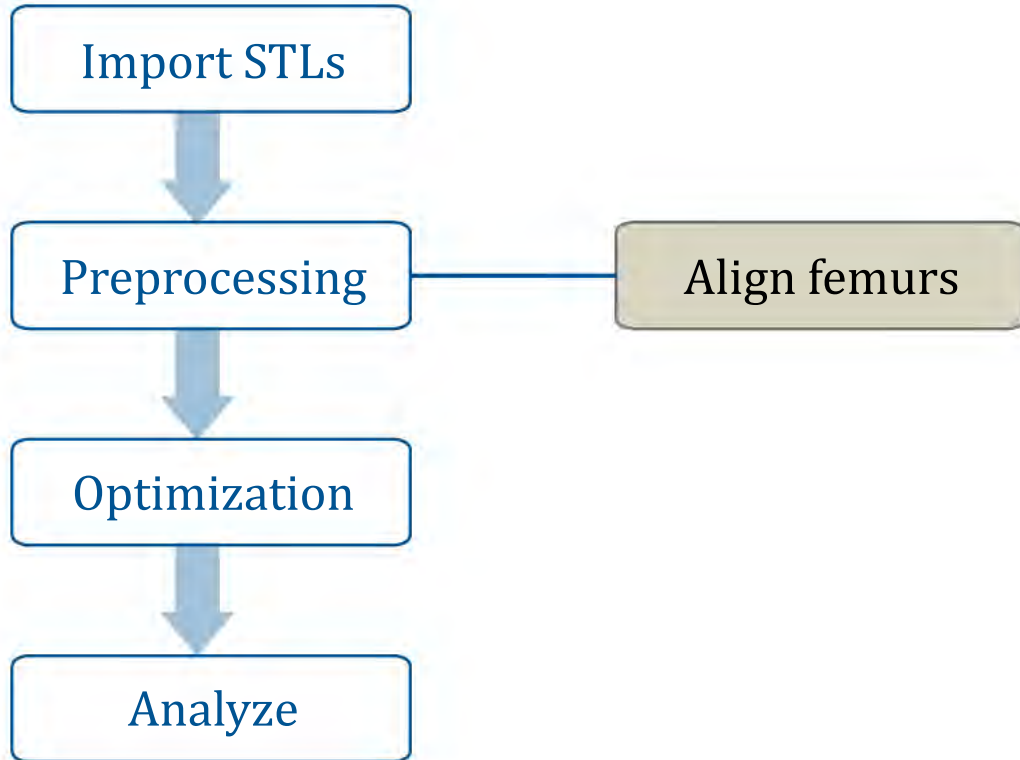 Import STLs
Preprocessing
Align femurs
Optimization
Analyze